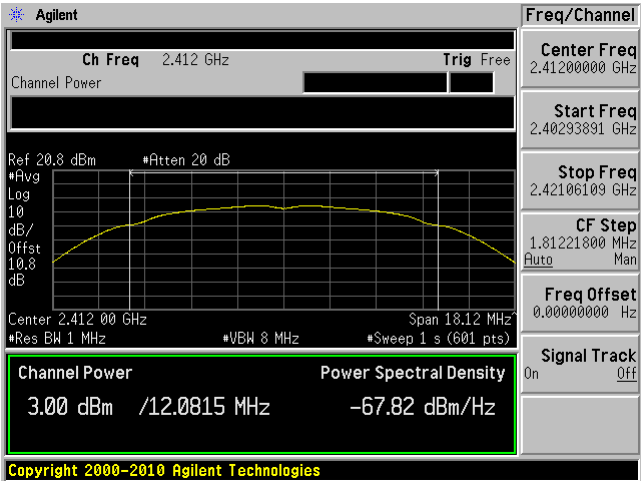 Agilent
Freq/Channel
Ch Freq 2.412 GHz Trig Free
Channel Power
Center Freq
2.41200000 GHz
Start Freq
2.40293891 GHz
Stop Freq
2.42106109 GHz
CF Step
1.81221800 MHz
Auto Man
Freq Offset
0.00000000 Hz
Signal Track
On Off
Ref 20.8 dBm #Atten 20 dB
#Avg
Log
10
dB/
Offst
10.8
dB
Center 2.412 00 GHz Span 18.12 MHz^
#Res BW 1 MHz #VBW 8 MHz #Sweep 1 s (601 pts)
Channel Power Power Spectral Density
3.00 dBm /12.0815 MHz -67.82 dBm/Hz
Copyright 2000-2010 Agilent Technologies